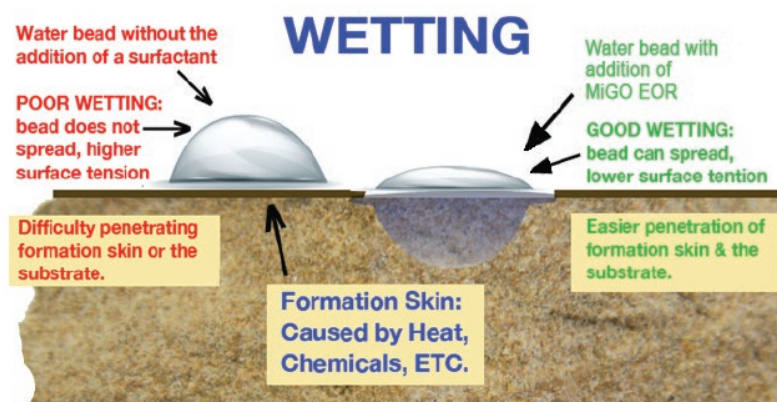 WETTING
Water bead without the
addition of a surfactant
POOR WETTING:
bead does not
spread, higher
surface tension
Water bead with
addition of
MiGO EOR
GOOD WETTING:
bead can spread,
lower surface tention
Difficulty penetrating
formation skin or the
substrate.
Formation Skin:
Caused by Heat,
Chemicals, ETC.
Easier penetration of
formation skin & the
substrate.